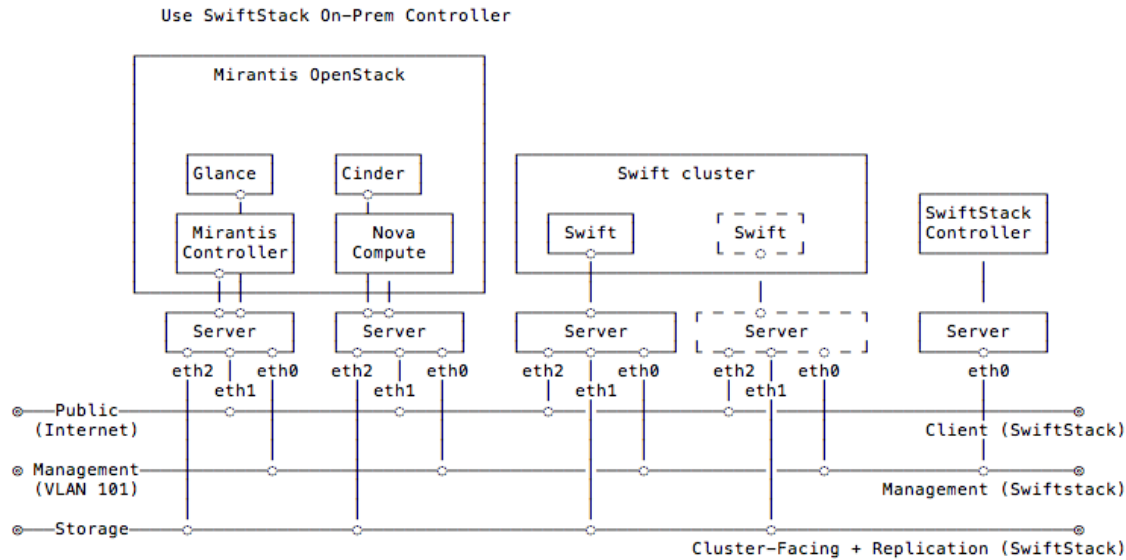 Use SwiftStack On-Prem Controller
Mirantis OpenStack
Glance
Cinder
Swift cluster
Mirantis
Controller
Nova
Compute
Swift
Swift
SwiftStack
Controller
Server
Server
Server
Server
Server
eth2
eth0
eth2
eth0
eth2
eth0
eth2
eth0
eth0
eth1
eth1
eth1
eth1
Public
(Internet)
Client (SwiftStack)
Management
(VLAN 101)
Management (Swiftstack)
Storage
Cluster-Facing + Replication (SwiftStack)